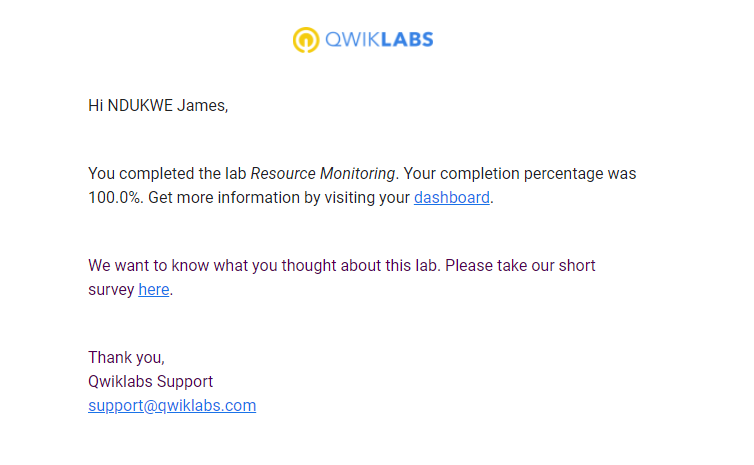 QWIKLABS
Hi NDUKWE James,
You completed the lab Resource Monitoring. Your completion percentage was
100.0%. Get more information by visiting your dashboard.
We want to know what you thought about this lab. Please take our short
survey here.
Thank you,
Qwiklabs Support
support@qwiklabs.com